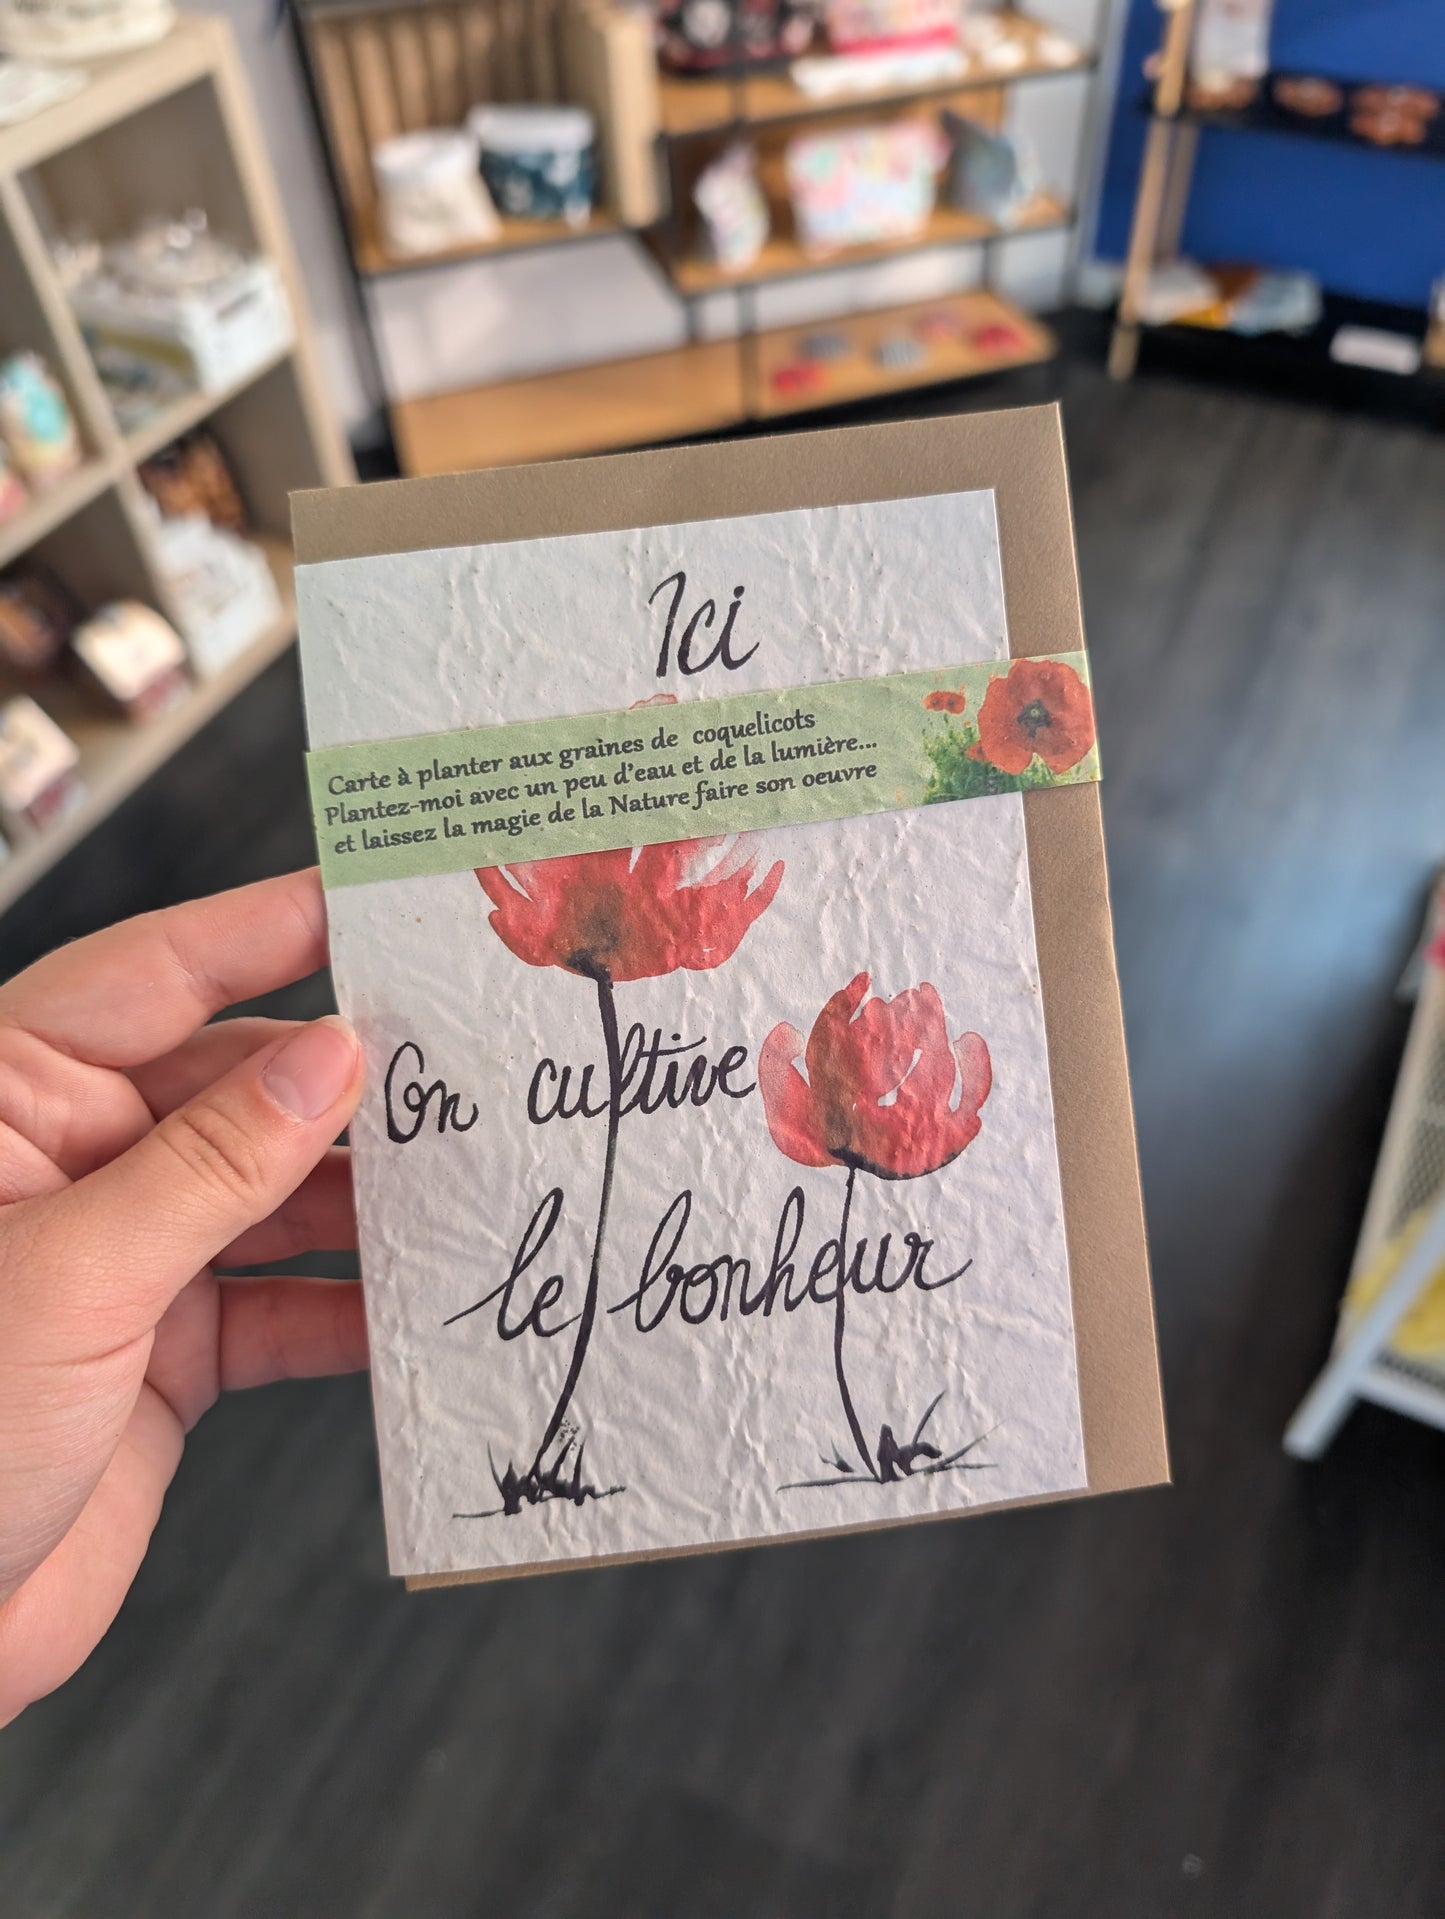 Ici
Carte à planter aux graines de coquelicots
Plantez-moi avec un peu d'eau et de la lumière...
et laissez la magie de la Nature faire son oeuvre
On cultive
le bonheur